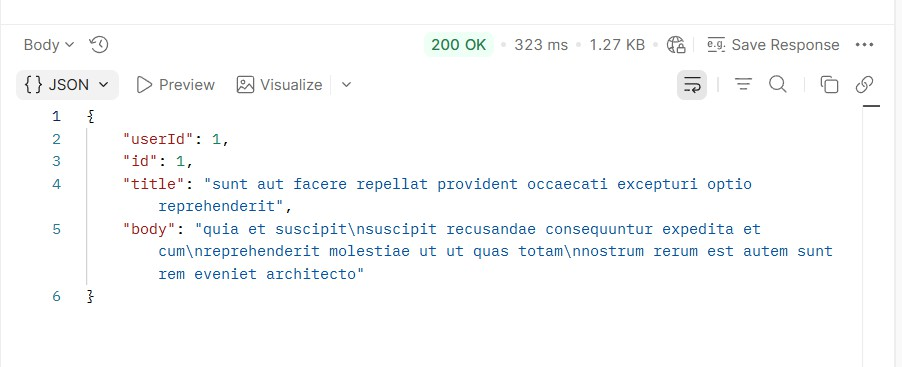 Body 200 OK • 323 ms • 1.27 KB • e.g. Save Response
{} JSON Preview Visualize
1 {
2 "userId": 1,
3 "id": 1,
4 "title": "sunt aut facere repellat provident occaecati excepturi optio
reprehenderit",
5 "body": "quia et suscipit\nsuscipit recusandae consequuntur expedita et
cum\nreprehenderit molestiae ut ut quas totam\nnostrum rerum est autem sunt
rem eveniet architecto"
6 }